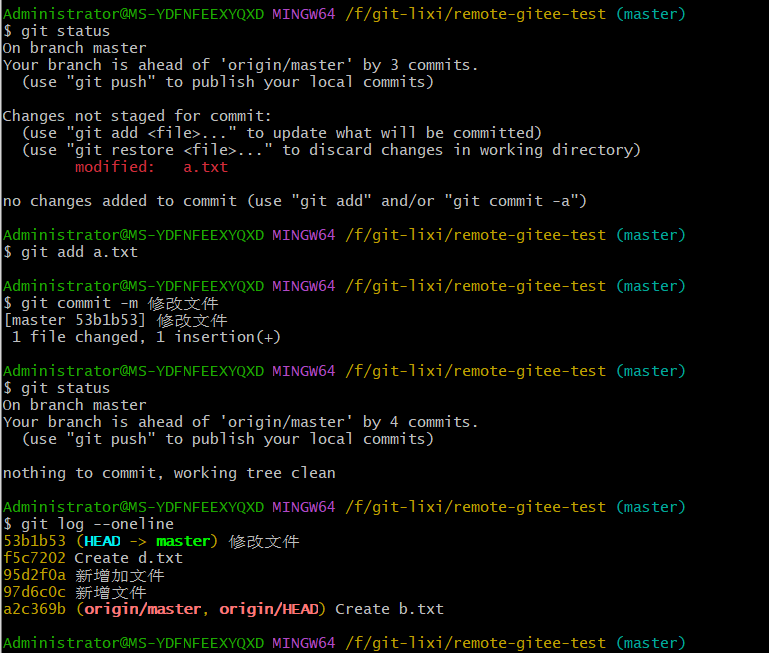 Administrator@MS-YDFNFEEXYQXD MINGW64 /f/git-lixi/remote-gitee-test (master)
$ git status
On branch master
Your branch is ahead of 'origin/master' by 3 commits.
  (use "git push" to publish your local commits)
Changes not staged for commit:
  (use "git add <file>..." to update what will be committed)
  (use "git restore <file>..." to discard changes in working directory)
        modified:   a.txt
no changes added to commit (use "git add" and/or "git commit -a")
Administrator@MS-YDFNFEEXYQXD MINGW64 /f/git-lixi/remote-gitee-test (master)
$ git add a.txt
Administrator@MS-YDFNFEEXYQXD MINGW64 /f/git-lixi/remote-gitee-test (master)
$ git commit -m 修改文件
[master 53b1b53] 修改文件
 1 file changed, 1 insertion(+)
Administrator@MS-YDFNFEEXYQXD MINGW64 /f/git-lixi/remote-gitee-test (master)
$ git status
On branch master
Your branch is ahead of 'origin/master' by 4 commits.
  (use "git push" to publish your local commits)
nothing to commit, working tree clean
Administrator@MS-YDFNFEEXYQXD MINGW64 /f/git-lixi/remote-gitee-test (master)
$ git log --oneline
53b1b53 (HEAD -> master) 修改文件
f5c7202 Create d.txt
95d2f0a 新增加文件
97d6c0c 新增文件
a2c369b (origin/master, origin/HEAD) Create b.txt
Administrator@MS-YDFNFEEXYQXD MINGW64 /f/git-lixi/remote-gitee-test (master)